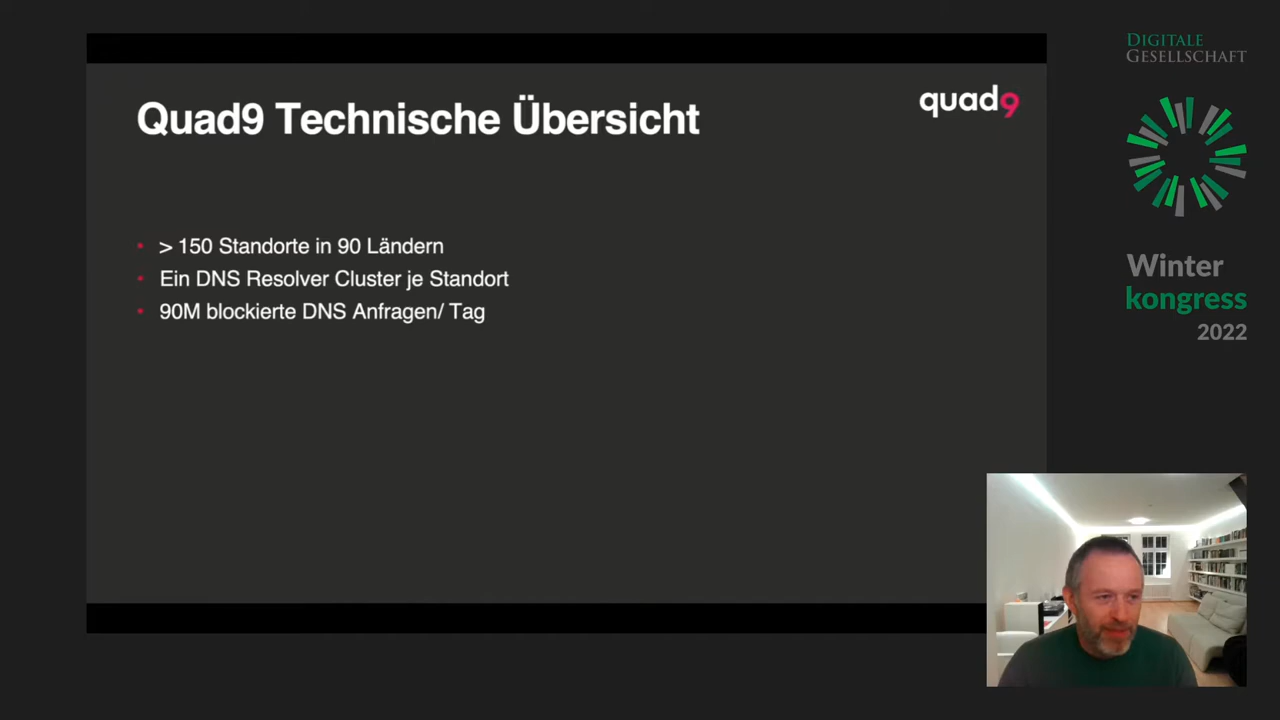 Quad9 Technische Übersicht
quad9
> 150 Standorte in 90 Ländern
Ein DNS Resolver Cluster je Standort
90M blockierte DNS Anfragen/ Tag
DIGITALE
GESELLSCHAFT
Winter
kongress
2022